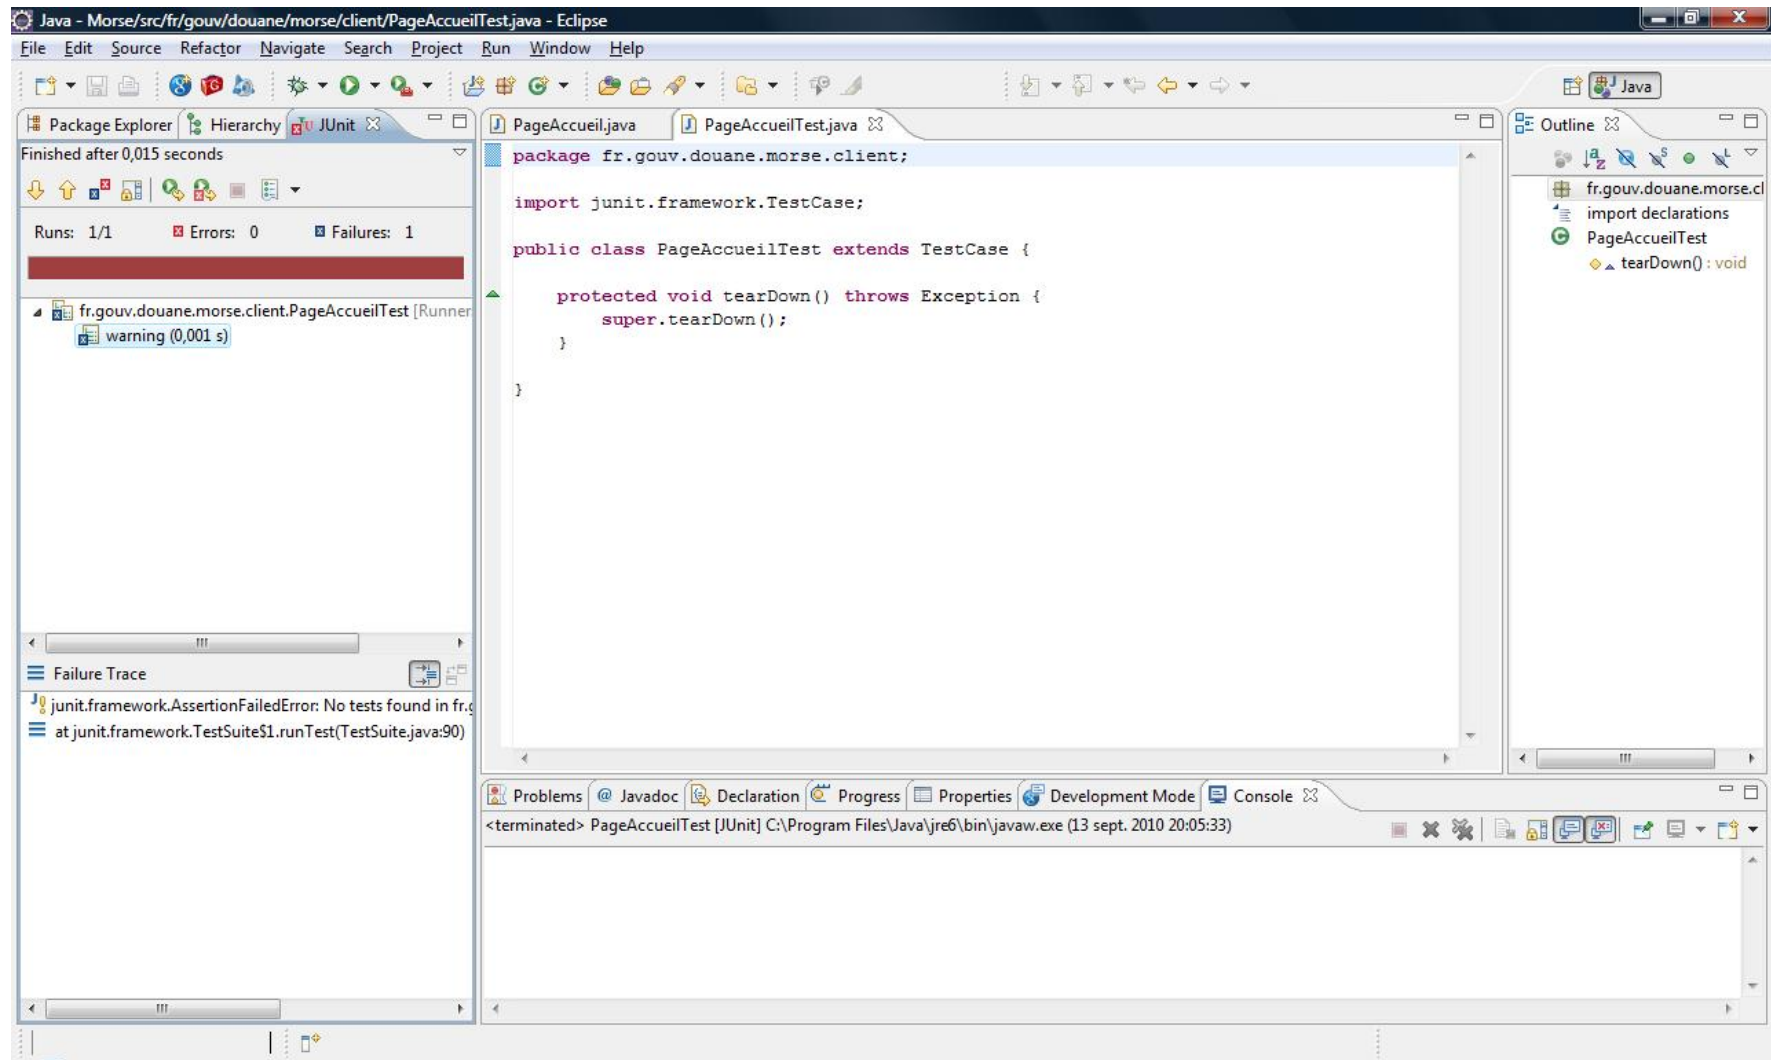 Java - Morse/src/fr/gouv/douane/morse/client/PageAccueilTest.java - Eclipse
File Edit Source Refactor Navigate Search Project Run Window Help
Java
Package Explorer Hierarchy JUnit
Finished after 0,015 seconds
Runs: 1/1 Errors: 0 Failures: 1
fr.gouv.douane.morse.client.PageAccueilTest [Runner
warning (0,001 s)
Failure Trace
junit.framework.AssertionFailedError: No tests found in fr.g
at junit.framework.TestSuite$1.runTest(TestSuite.java:90)
PageAccueil.java PageAccueilTest.java
package fr.gouv.douane.morse.client;
import junit.framework.TestCase;
public class PageAccueilTest extends TestCase {
protected void tearDown() throws Exception {
super.tearDown();
}
}
Outline
fr.gouv.douane.morse.cl
import declarations
PageAccueilTest
tearDown() : void
Problems @ Javadoc Declaration Progress Properties Development Mode Console
<terminated> PageAccueilTest [JUnit] C:\Program Files\Java\jre6\bin\javaw.exe (13 sept. 2010 20:05:33)